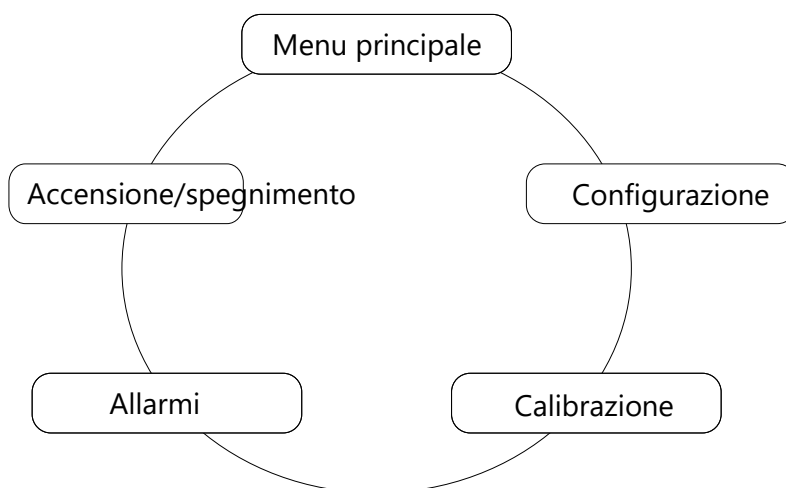 Menu principale
Accensione/spegnimento
Configurazione
Allarmi
Calibrazione